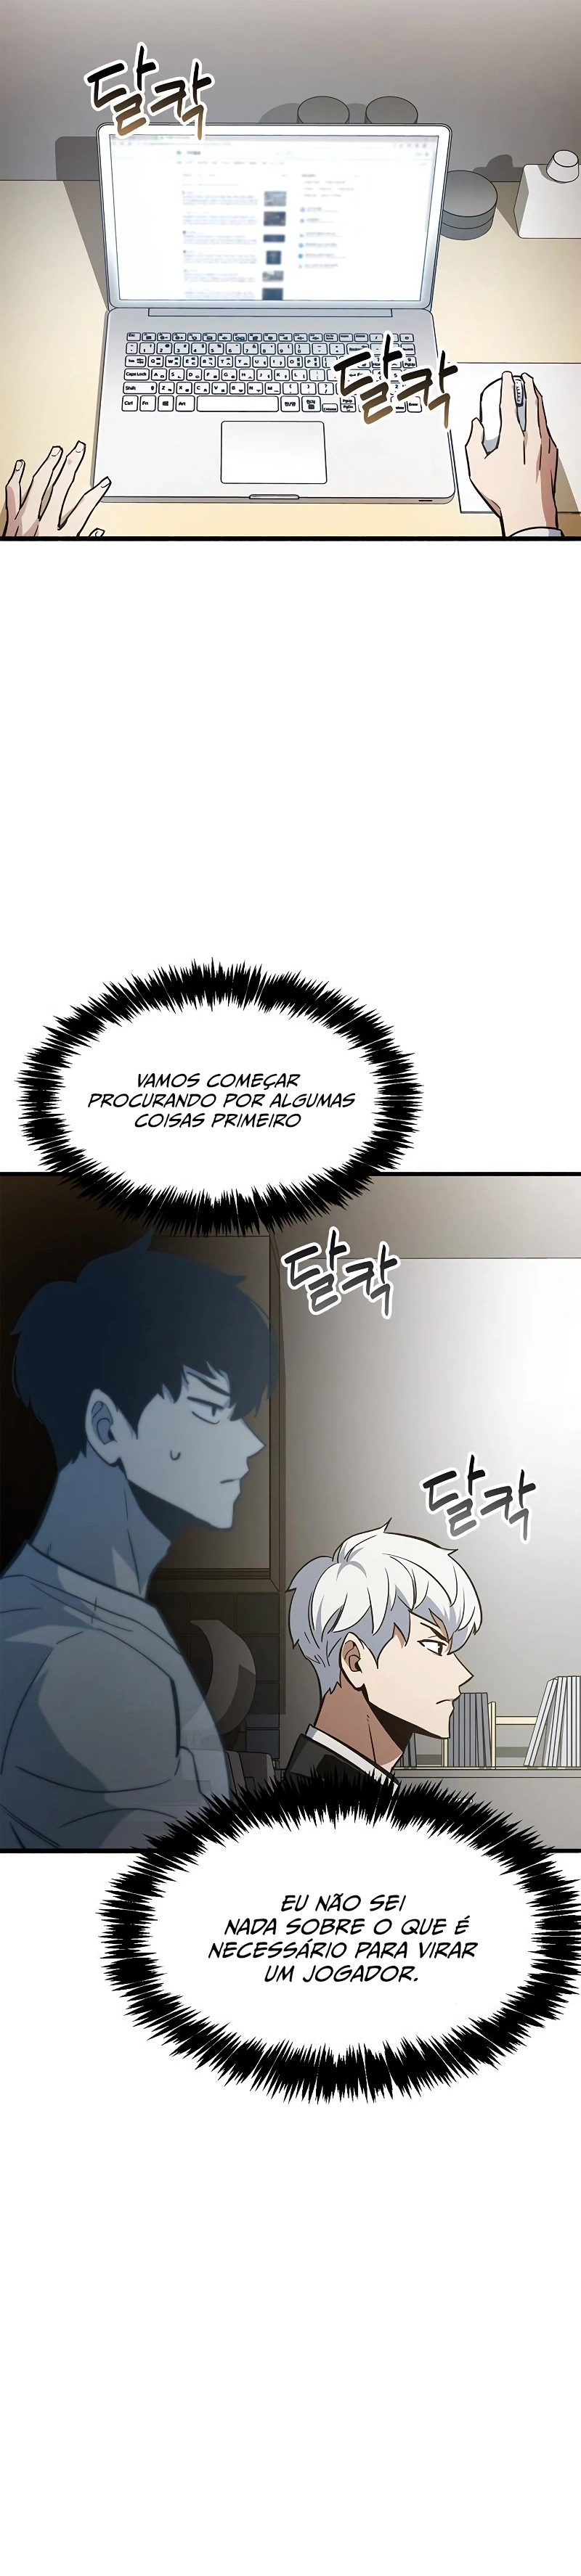 달칵
달칵
VAMOS COMEÇAR
PROCURANDO POR ALGUMAS
COISAS PRIMEIRO
달칵
달칵
EU NÃO SEI
NADA SOBRE O QUE É
NECESSÁRIO PARA VIRAR
UM JOGADOR.